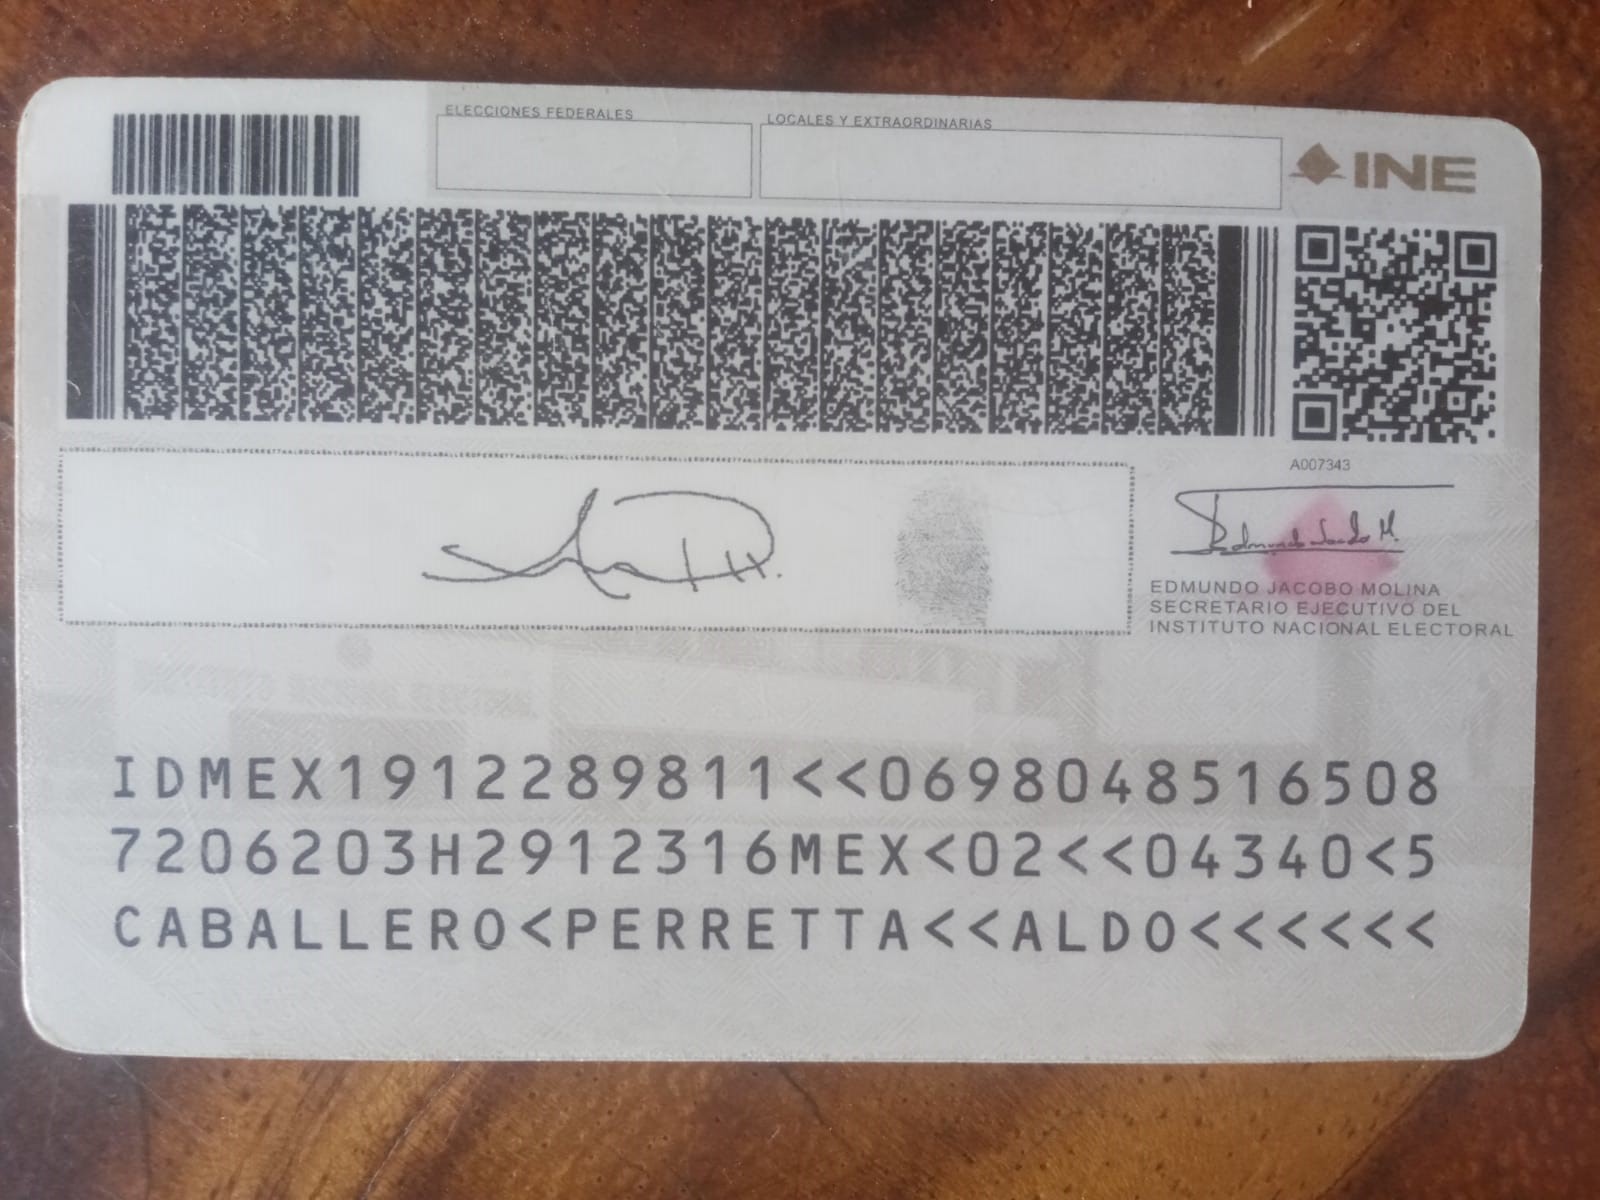 ELECCIONES FEDERALES
LOCALES Y EXTRAORDINARIAS
INE
A007343
Edmundo Jacobo M.
EDMUNDO JACOBO MOLINA
SECRETARIO EJECUTIVO DEL
INSTITUTO NACIONAL ELECTORAL
IDMEX1912289811<<0698048516508
7206203H2912316MEX<02<<04340<5
CABALLERO<PERRETTA<<ALDO<<<<<<